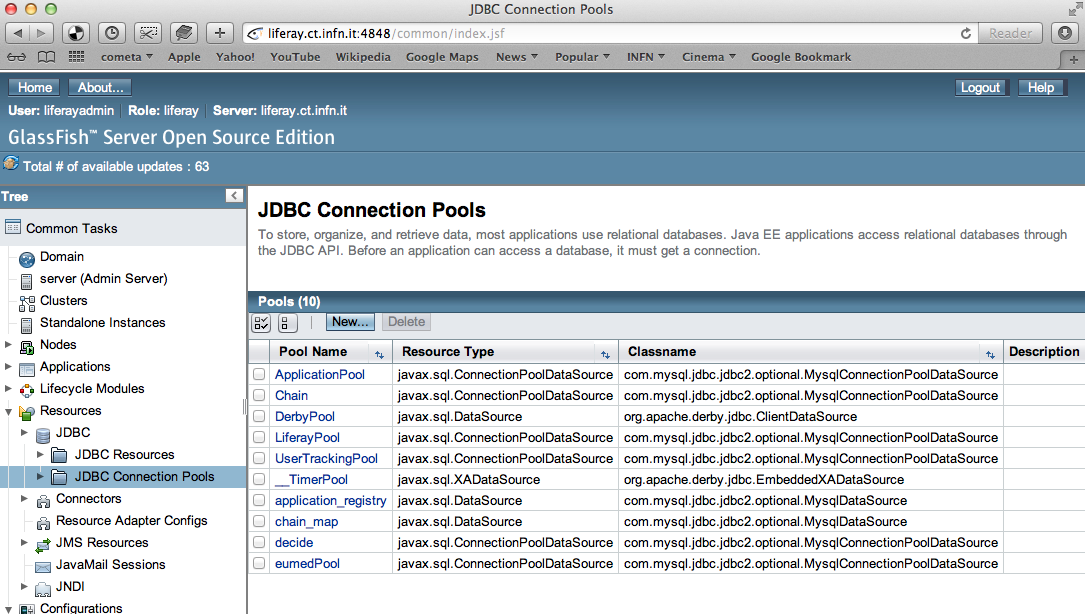 JDBC Connection Pools
liferay.ct.infn.it:4848/common/index.jsf
Reader
cometa Apple Yahoo! YouTube Wikipedia Google Maps News Popular INFN Cinema Google Bookmark
Home About... Logout Help
User: liferayadmin Role: liferay Server: liferay.ct.infn.it
GlassFish™ Server Open Source Edition
Total # of available updates : 63
Tree
Common Tasks
Domain
server (Admin Server)
Clusters
Standalone Instances
Nodes
Applications
Lifecycle Modules
Resources
JDBC
JDBC Resources
JDBC Connection Pools
Connectors
Resource Adapter Configs
JMS Resources
JavaMail Sessions
JNDI
Configurations
JDBC Connection Pools
To store, organize, and retrieve data, most applications use relational databases. Java EE applications access relational databases through
the JDBC API. Before an application can access a database, it must get a connection.
Pools (10)
New... Delete
Pool Name Resource Type Classname Description
ApplicationPool javax.sql.ConnectionPoolDataSource com.mysql.jdbc.jdbc2.optional.MysqlConnectionPoolDataSource
Chain javax.sql.ConnectionPoolDataSource com.mysql.jdbc.jdbc2.optional.MysqlConnectionPoolDataSource
DerbyPool javax.sql.DataSource org.apache.derby.jdbc.ClientDataSource
LiferayPool javax.sql.ConnectionPoolDataSource com.mysql.jdbc.jdbc2.optional.MysqlConnectionPoolDataSource
UserTrackingPool javax.sql.ConnectionPoolDataSource com.mysql.jdbc.jdbc2.optional.MysqlConnectionPoolDataSource
__TimerPool javax.sql.XADataSource org.apache.derby.jdbc.EmbeddedXADataSource
application_registry javax.sql.DataSource com.mysql.jdbc.jdbc2.optional.MysqlDataSource
chain_map javax.sql.DataSource com.mysql.jdbc.jdbc2.optional.MysqlDataSource
decide javax.sql.ConnectionPoolDataSource com.mysql.jdbc.jdbc2.optional.MysqlConnectionPoolDataSource
eumedPool javax.sql.ConnectionPoolDataSource com.mysql.jdbc.jdbc2.optional.MysqlConnectionPoolDataSource